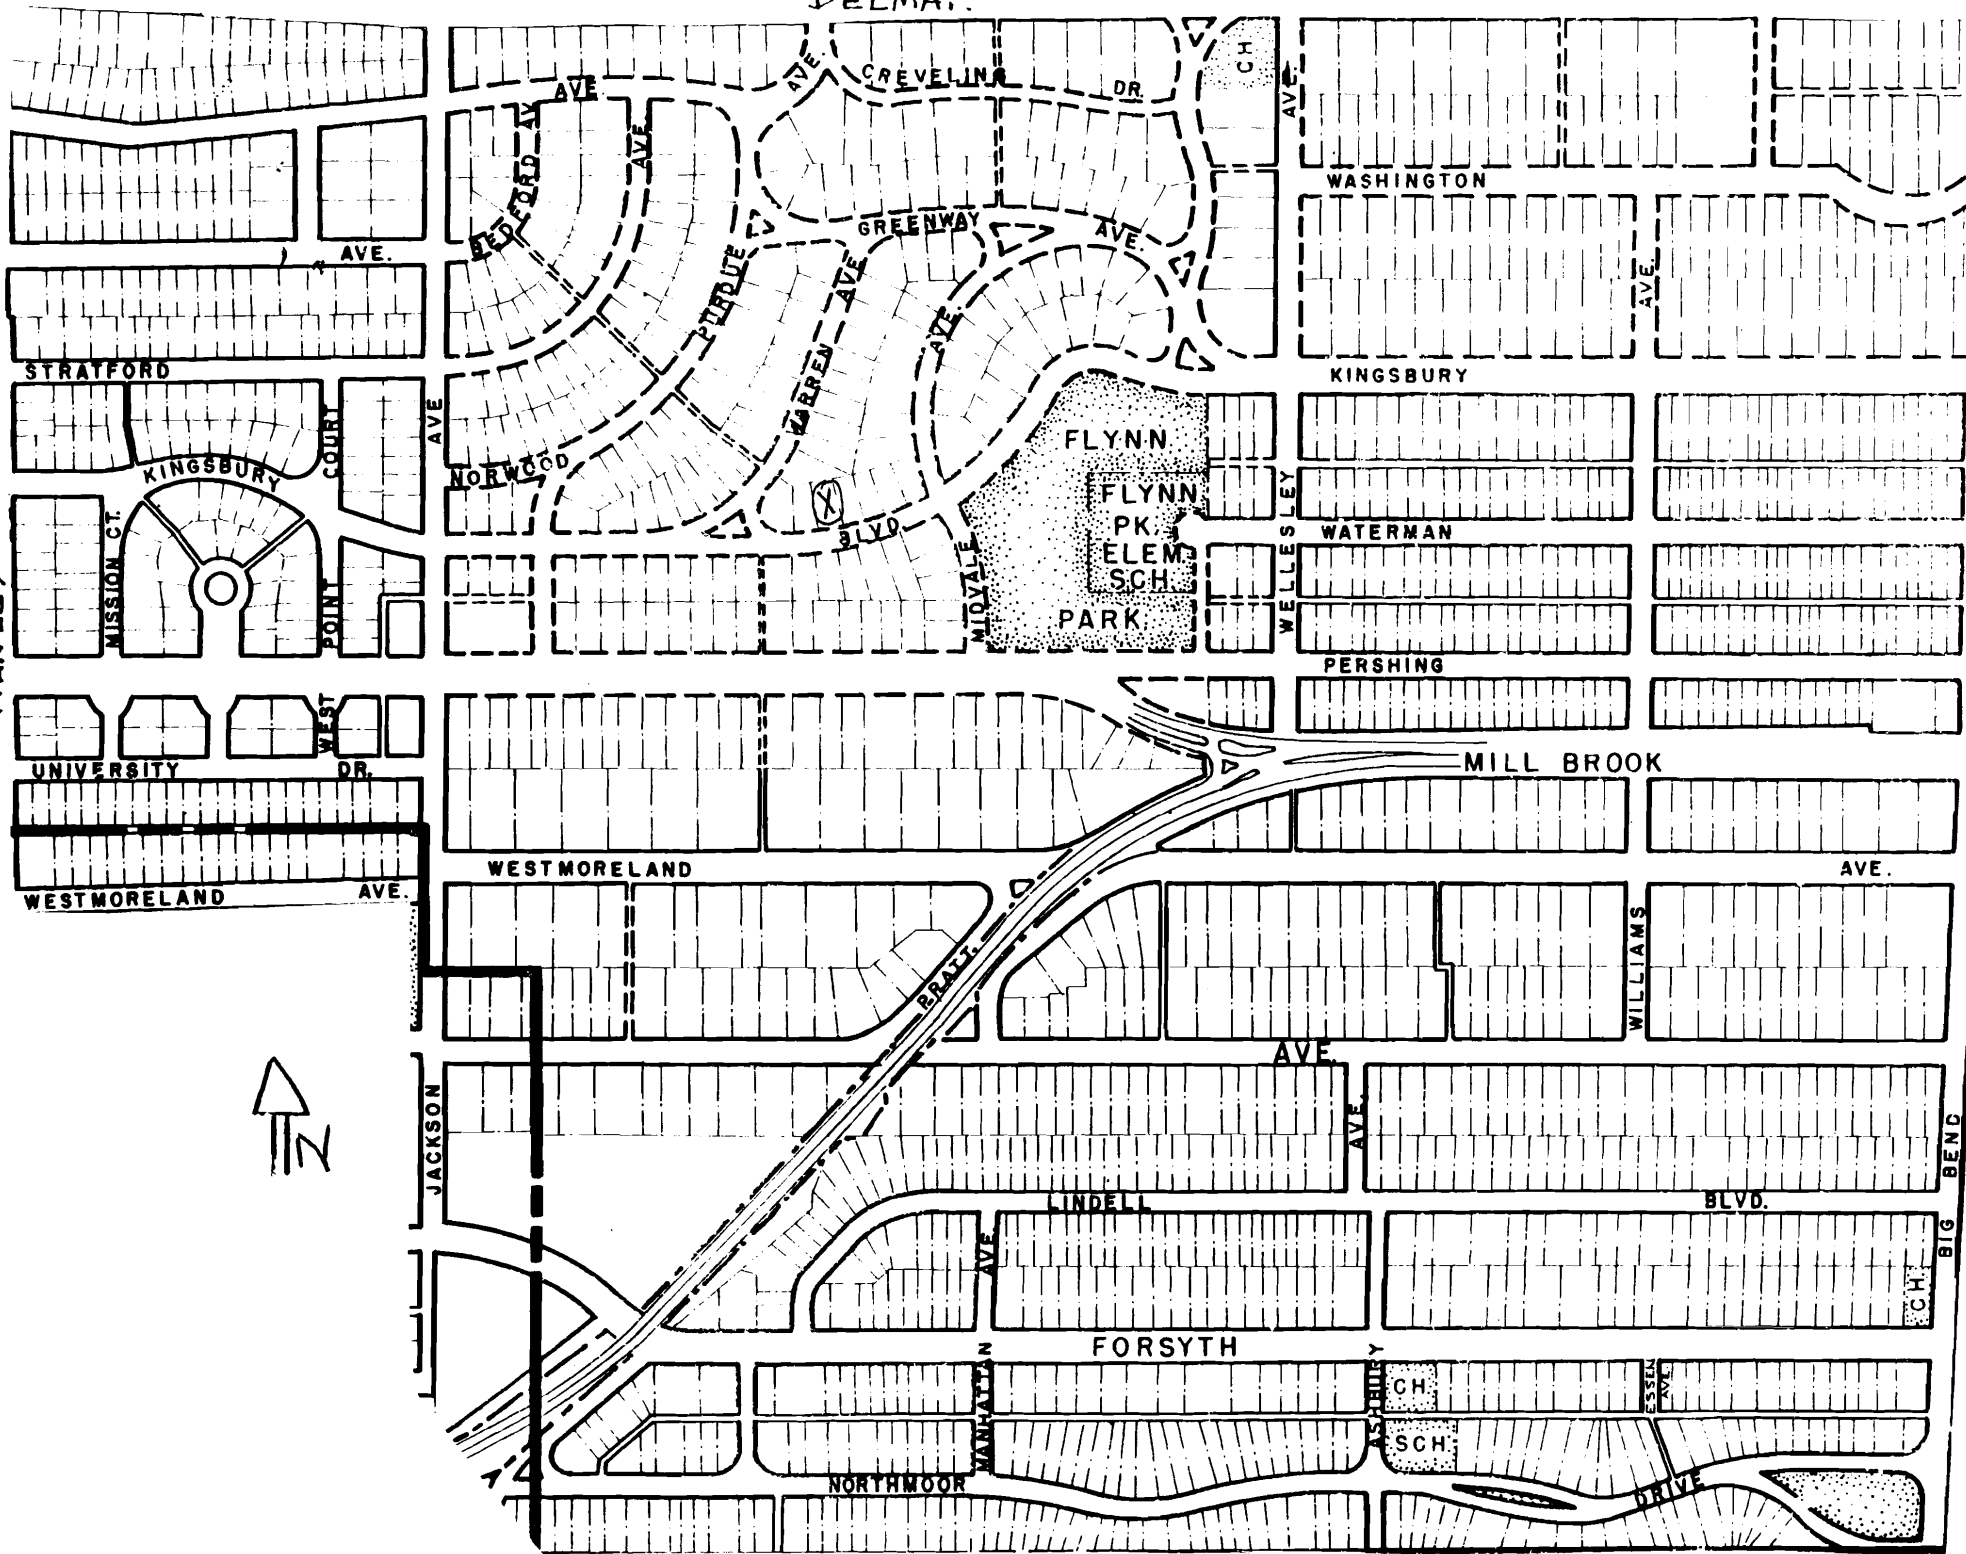 DELMAR
CH
CREVELING
DR.
AVE.
AVE.
AVE.
AVE
BEDFORD AV
AVE.
WASHINGTON
GREENWAY
AVE.
AVE.
PURDUE
WARREN
AVE
AVE.
AVE.
STRATFORD
KINGSBURY
AVE
COURT
KINGSBURY
NORWOOD
FLYNN
FLYNN
PK.
ELEM
SCH.
PARK
X
BLVD
WELLESLEY
WATERMAN
MISSION CT.
POINT
WEST
MIDVALE
PERSHING
UNIVERSITY
DR.
MILL BROOK
WESTMORELAND
AVE.
WESTMORELAND
AVE.
WILLIAMS
PRATT.
AVE.
N
JACKSON
AVE.
BIG BEND
LINDELL
BLVD.
AVE
CH
FORSYTH
MANHATTAN
ASHBURY
CH.
ESSEN
AVE.
SCH.
NORTHMOOR
DRIVE